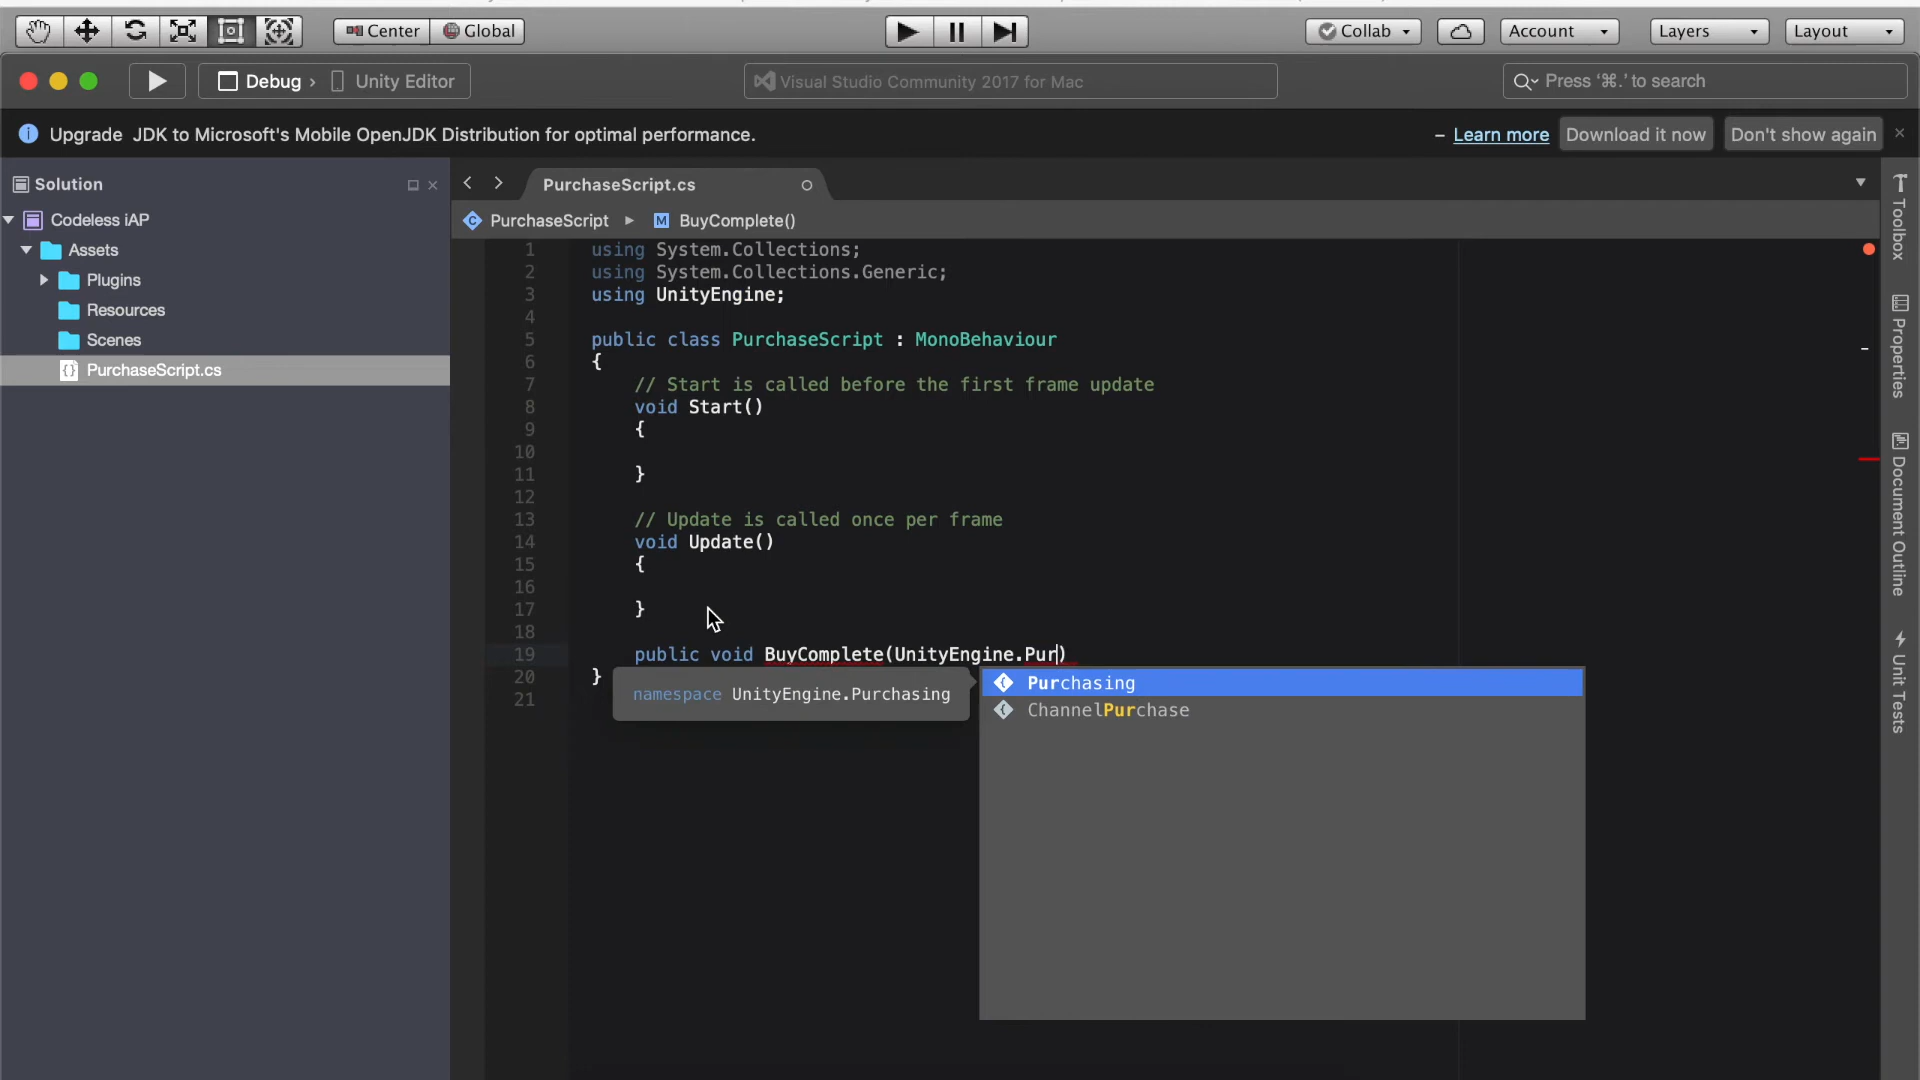 Center Global
Collab Account Layers Layout
Debug › Unity Editor
Visual Studio Community 2017 for Mac
Press ‘⌘.’ to search
Upgrade JDK to Microsoft's Mobile OpenJDK Distribution for optimal performance.
– Learn more Download it now Don't show again ×
Solution
PurchaseScript.cs
Codeless iAP
Assets
Plugins
Resources
Scenes
PurchaseScript.cs
PurchaseScript ▸ M BuyComplete()
1 using System.Collections;
2 using System.Collections.Generic;
3 using UnityEngine;
4
5 public class PurchaseScript : MonoBehaviour
6 {
7 // Start is called before the first frame update
8 void Start()
9 {
10
11 }
12
13 // Update is called once per frame
14 void Update()
15 {
16
17 }
18
19 public void BuyComplete(UnityEngine.Pur)
20 }
21
namespace UnityEngine.Purchasing
Purchasing
ChannelPurchase
Toolbox
Properties
Document Outline
Unit Tests